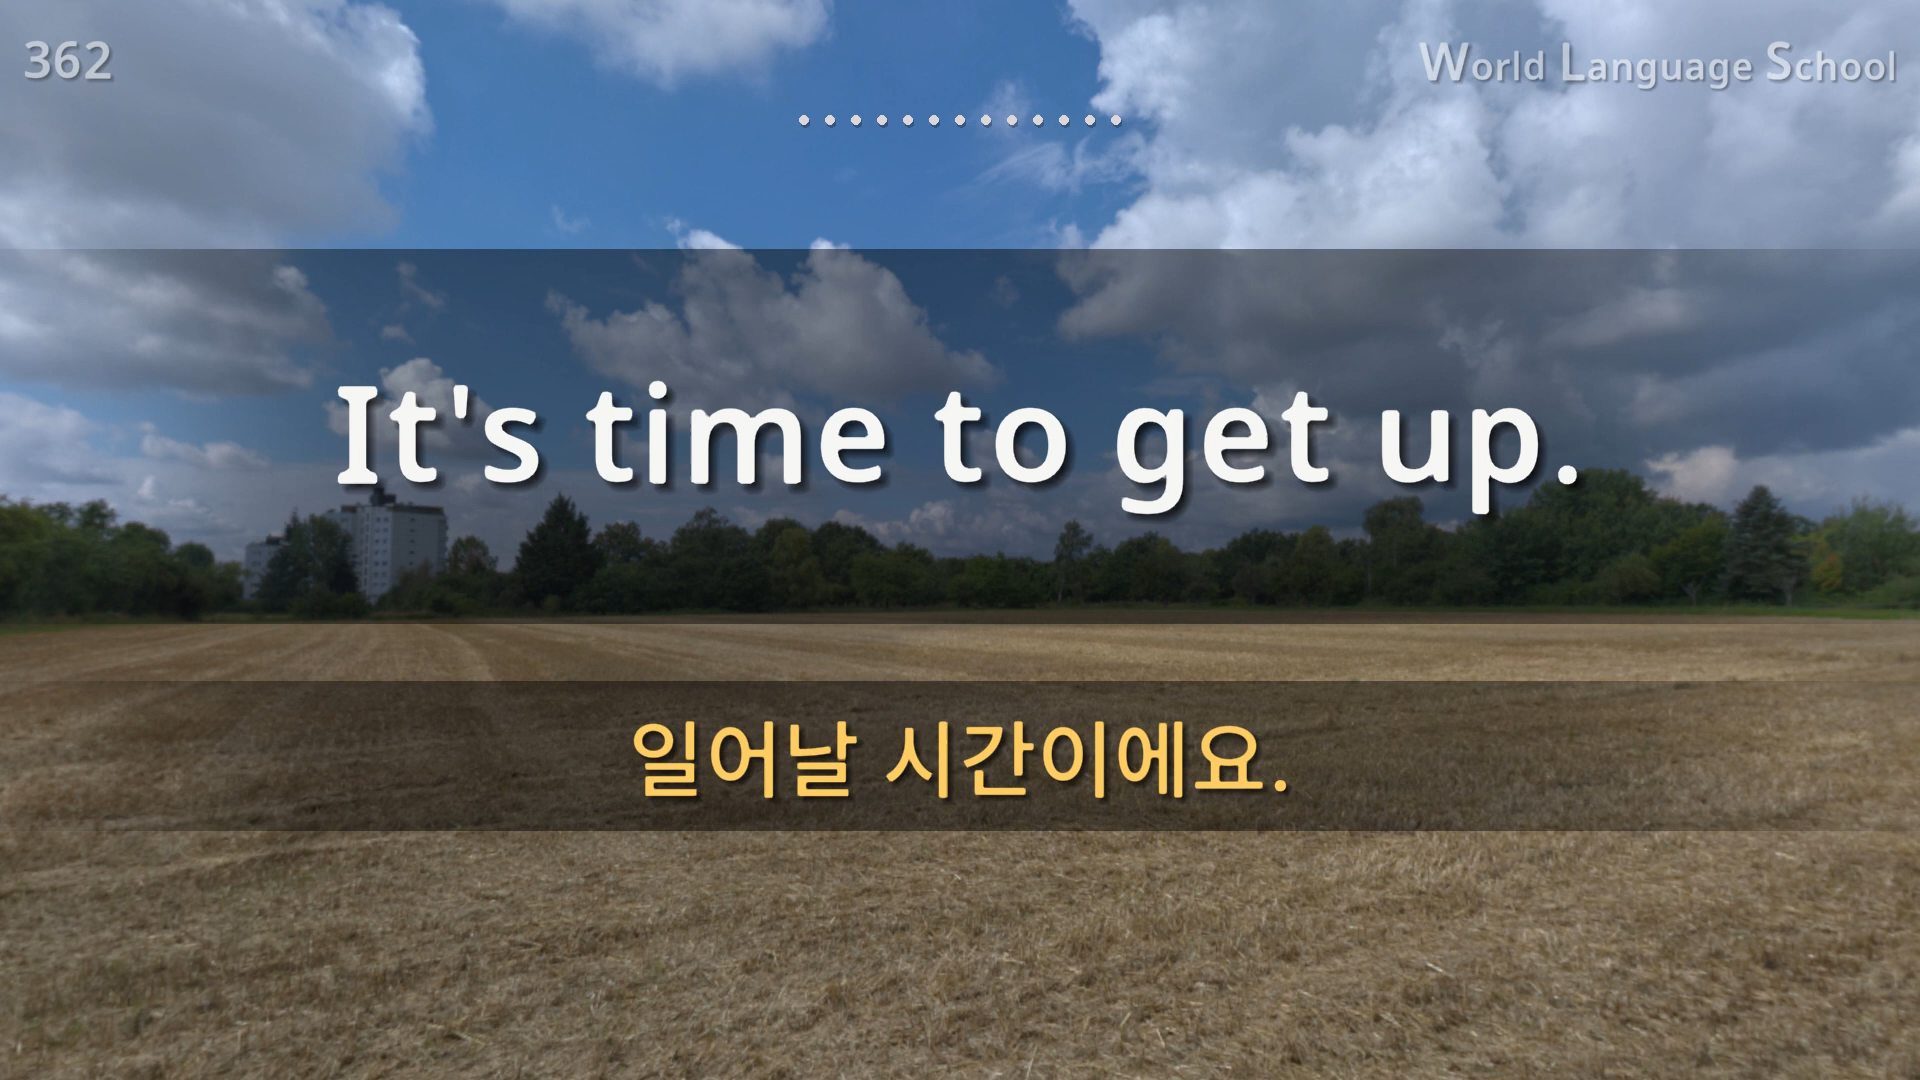 362
World Language School
It's time to get up.
일어날 시간이에요.